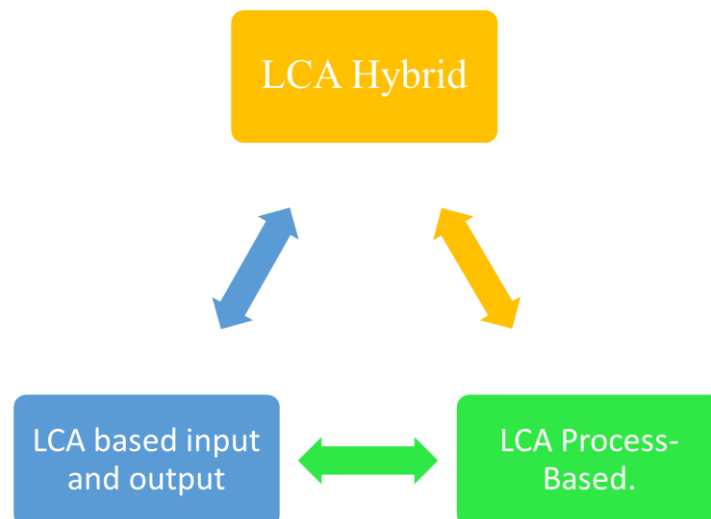 LCA Hybrid
LCA based input
and output
LCA Process-
Based.